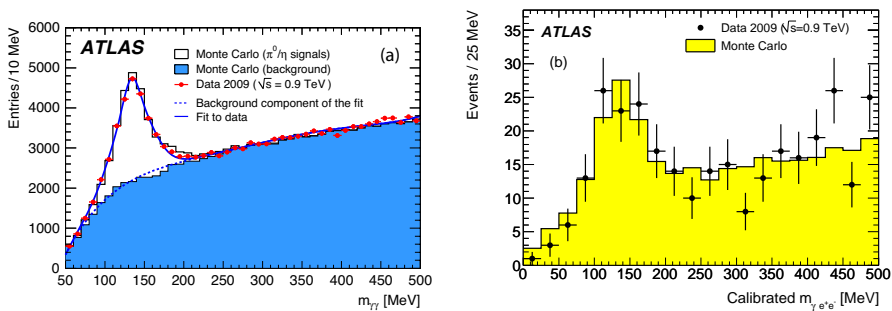 Entries/10 MeV
ATLAS
(a)
Monte Carlo (π⁰/η signals)
Monte Carlo (background)
Data 2009 (√s = 0.9 TeV)
Background component of the fit
Fit to data
6000
5000
4000
3000
2000
1000
0
50 100 150 200 250 300 350 400 450 500
m_γγ [MeV]
Events / 25 MeV
ATLAS
Data 2009 (√s=0.9 TeV)
Monte Carlo
(b)
35
30
25
20
15
10
5
0
0 50 100 150 200 250 300 350 400 450 500
Calibrated m_γ e⁺e⁻ [MeV]